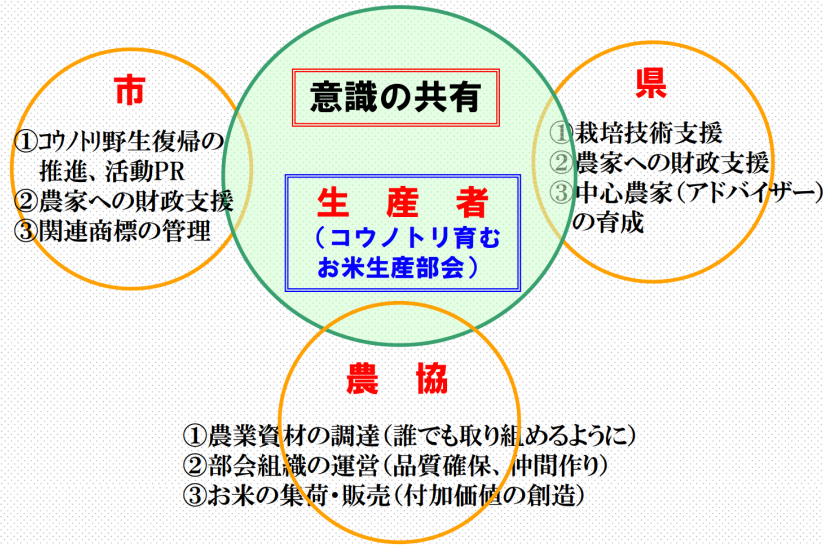 意識の共有
市
①ｺｳﾉﾄﾘ野生復帰の
推進、活動PR
②農家への財政支援
③関連商標の管理
生産者
（コウノトリ育む
お米生産部会）
県
①栽培技術支援
②農家への財政支援
③中心農家（アドバイザー）
の育成
農協
①農業資材の調達（誰でも取り組めるように）
②部会組織の運営（品質確保、仲間作り）
③お米の集荷・販売（付加価値の創造）